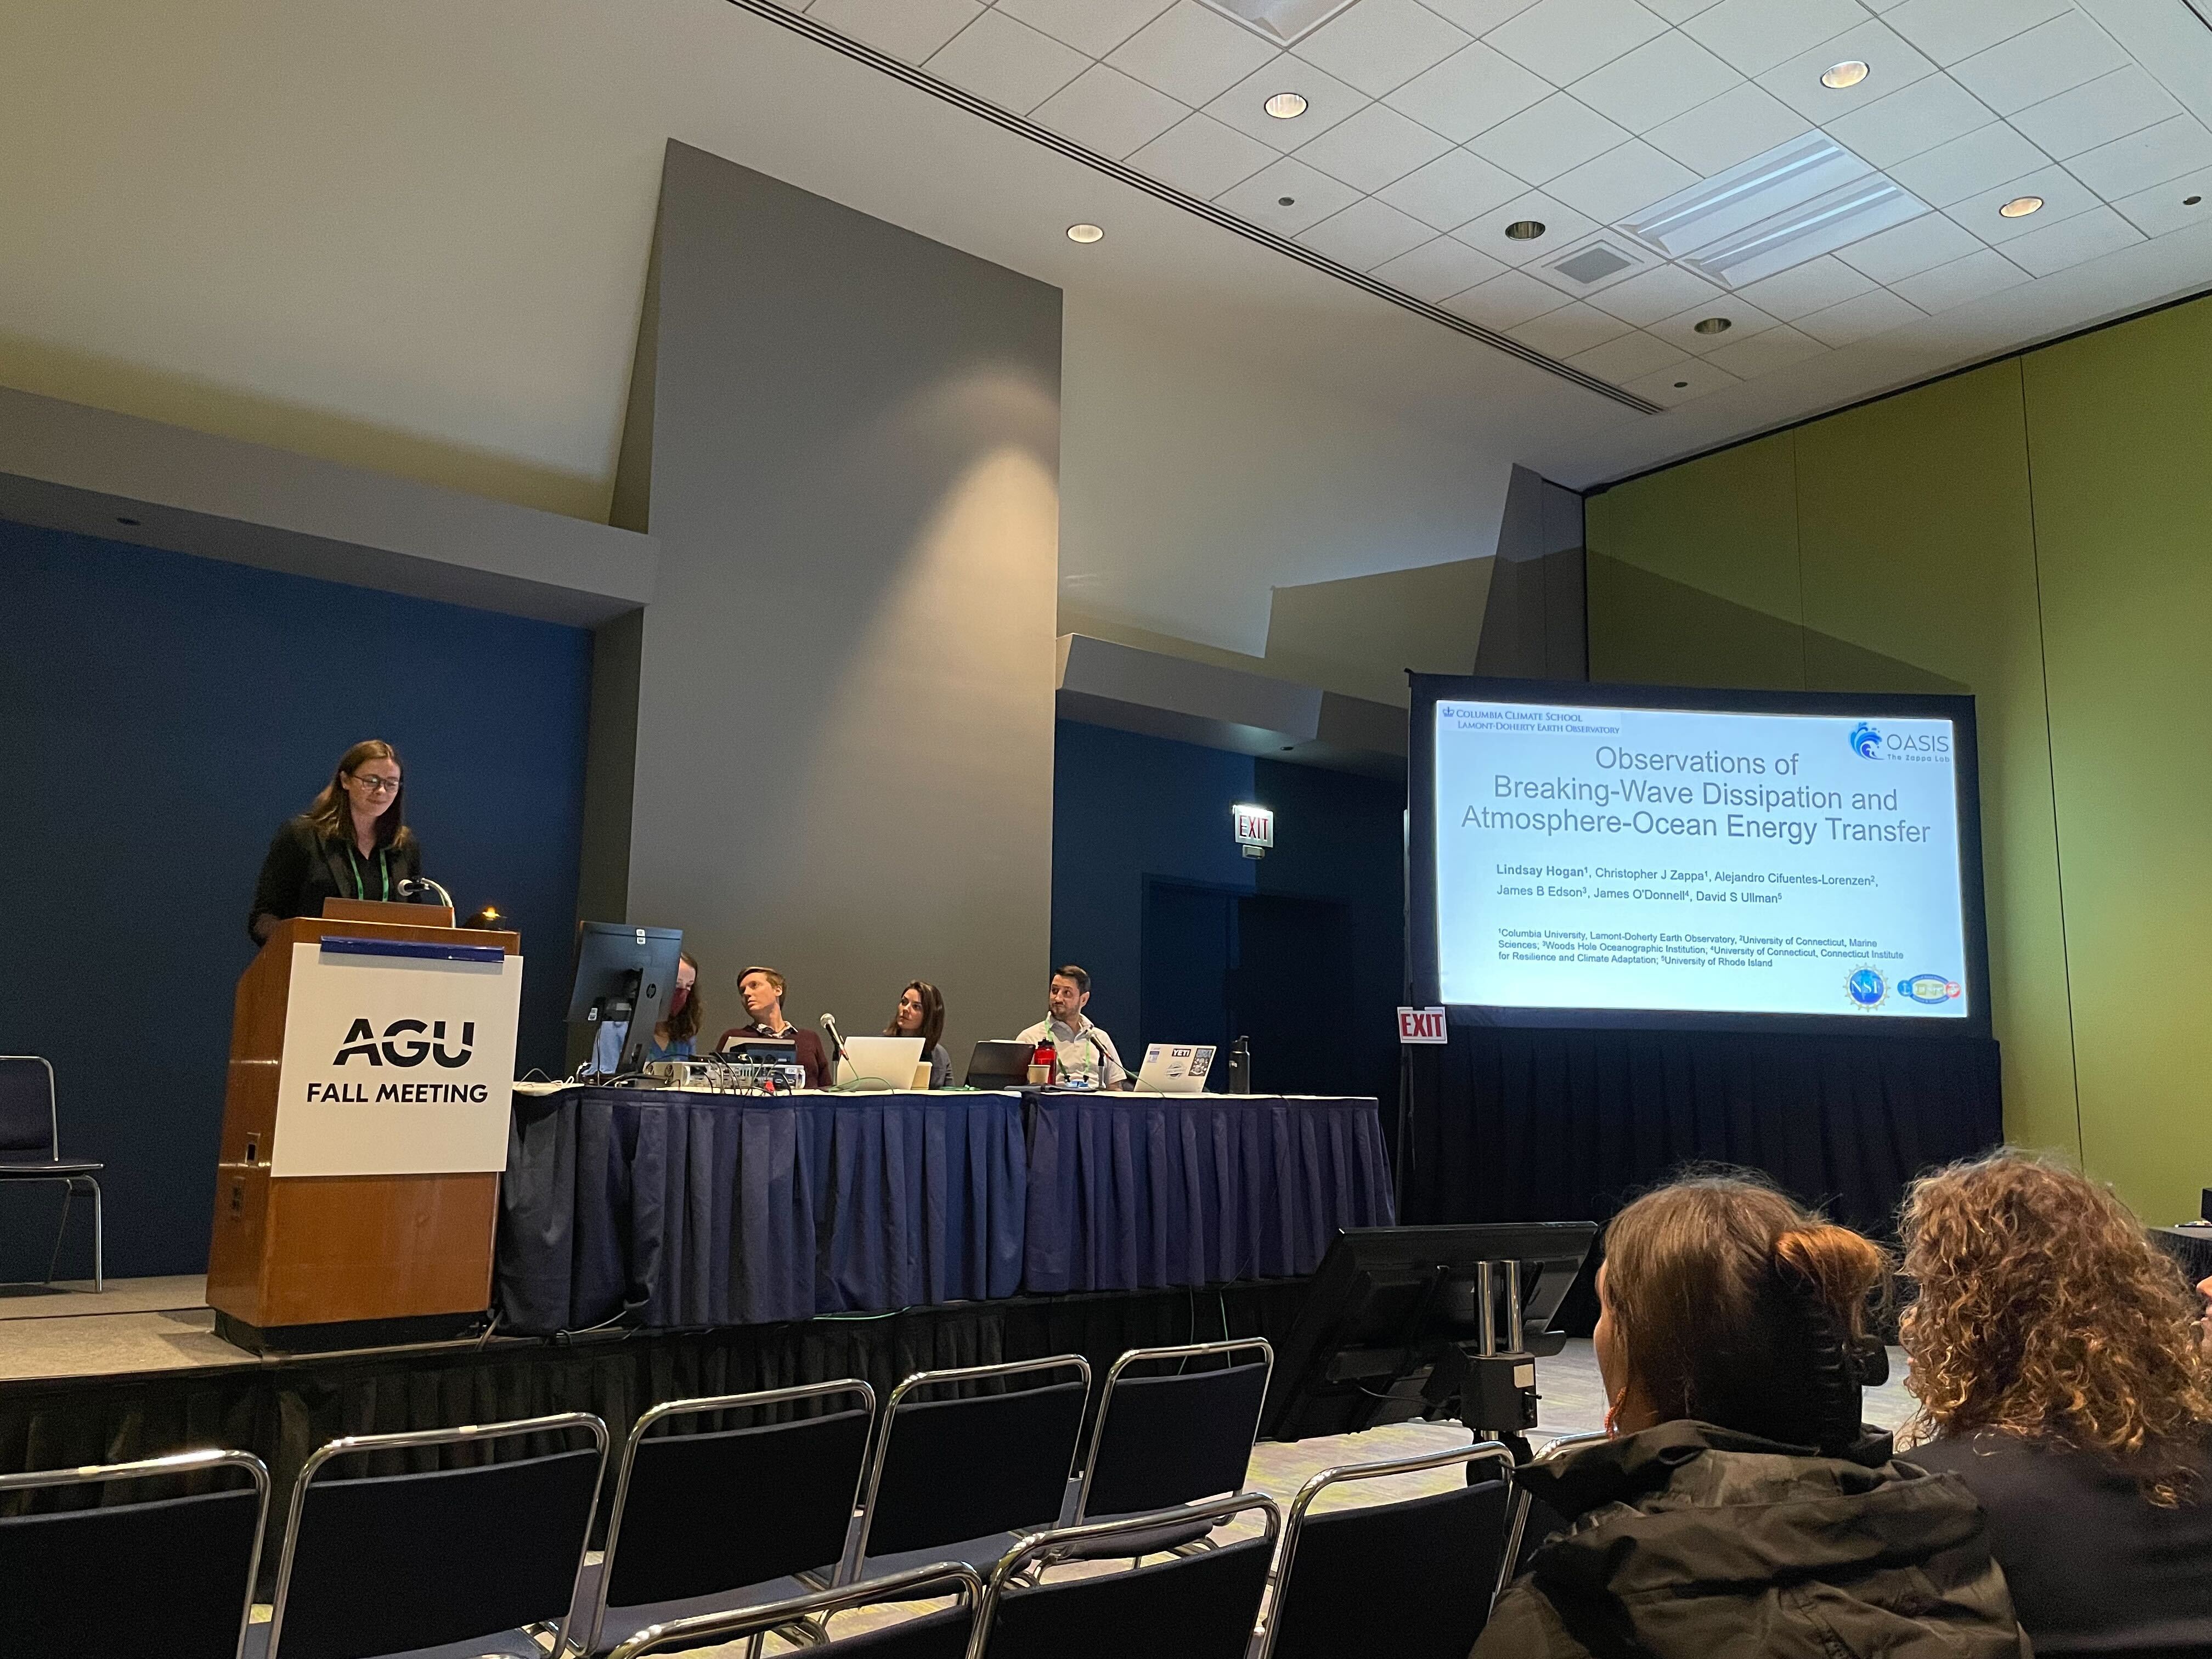 COLUMBIA CLIMATE SCHOOL
LAMONT-DOHERTY EARTH OBSERVATORY
OASIS
The Zappa Lab
Observations of
Breaking-Wave Dissipation and
Atmosphere-Ocean Energy Transfer
Lindsay Hogan¹, Christopher J Zappa¹, Alejandro Cifuentes-Lorenzen²,
James B Edson³, James O'Donnell⁴, David S Ullman⁵
¹Columbia University, Lamont-Doherty Earth Observatory, ²University of Connecticut, Marine
Sciences; ³Woods Hole Oceanographic Institution, ⁴University of Connecticut, Connecticut Institute
for Resilience and Climate Adaptation; ⁵University of Rhode Island
NSF
EXIT
EXIT
AGU
FALL MEETING
hp
YETI